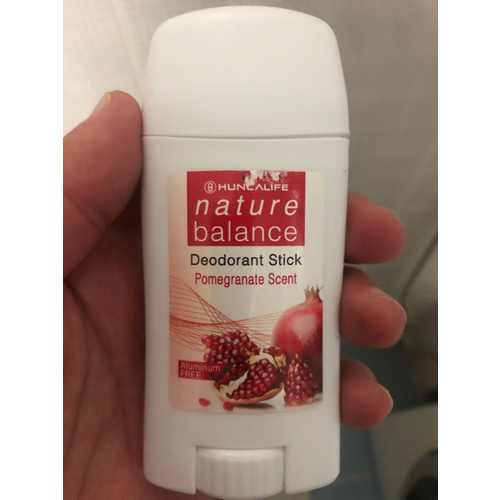 HUNCALIFE
nature
balance
Deodorant Stick
Pomegranate Scent
Aluminum
FREE